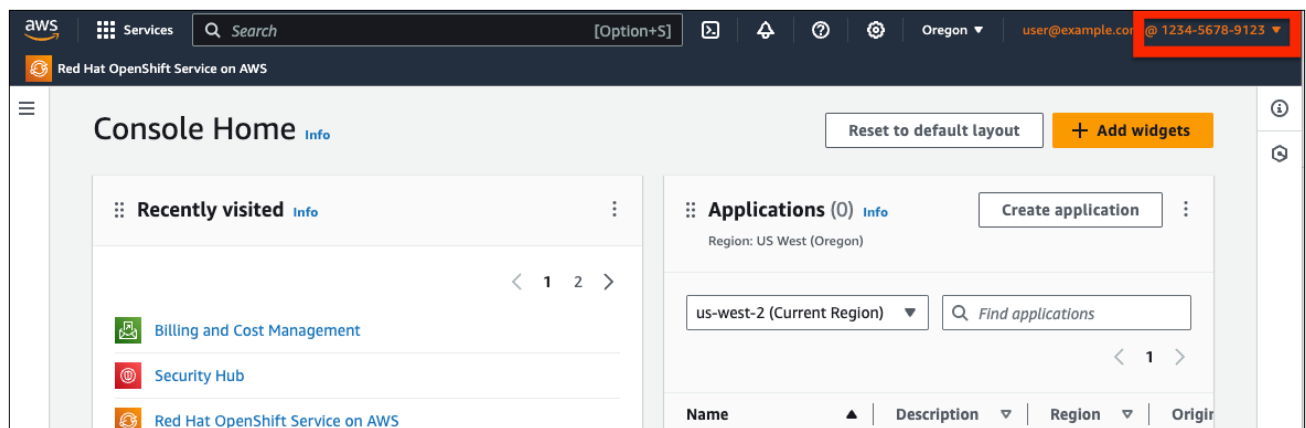 aws Services Search [Option+S] Oregon user@example.com @ 1234-5678-9123
Red Hat OpenShift Service on AWS
Console Home Info Reset to default layout + Add widgets
Recently visited Info
Applications (0) Info Create application
Region: US West (Oregon)
1 2
us-west-2 (Current Region) Find applications
1
Billing and Cost Management
Security Hub
Red Hat OpenShift Service on AWS
Name Description Region Origin